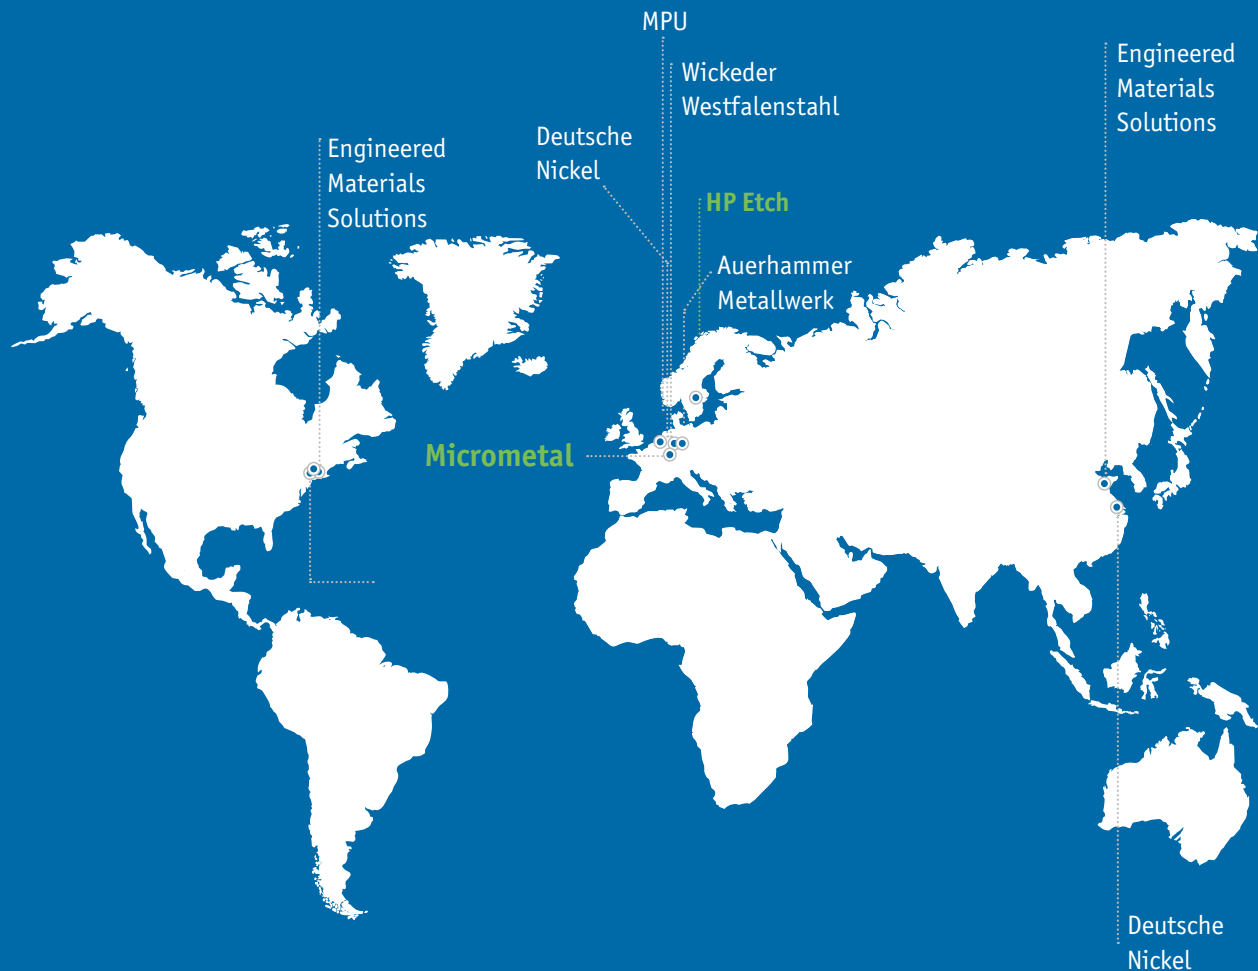 MPU
Wickeder
Westfalenstahl
Engineered
Materials
Solutions
Deutsche
Nickel
Engineered
Materials
Solutions
HP Etch
Auerhammer
Metallwerk
Micrometal
Deutsche
Nickel